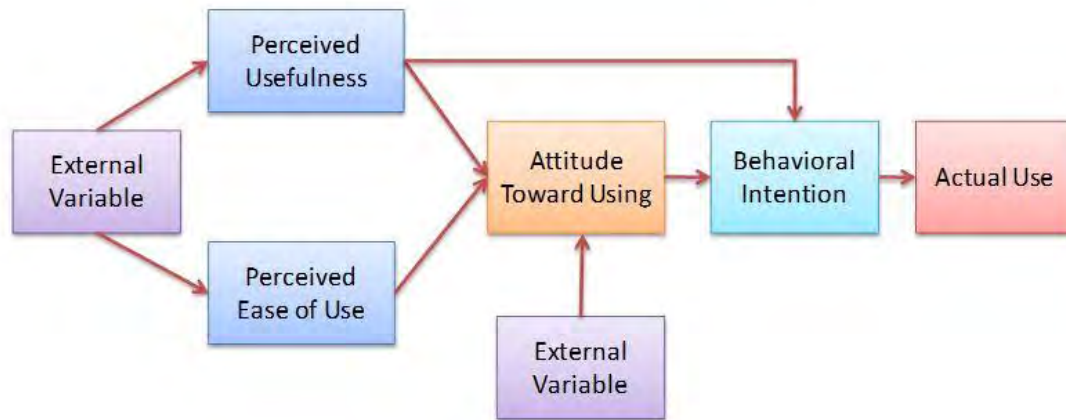 Perceived
Usefulness
External
Variable
Attitude
Toward Using
Behavioral
Intention
Actual Use
Perceived
Ease of Use
External
Variable